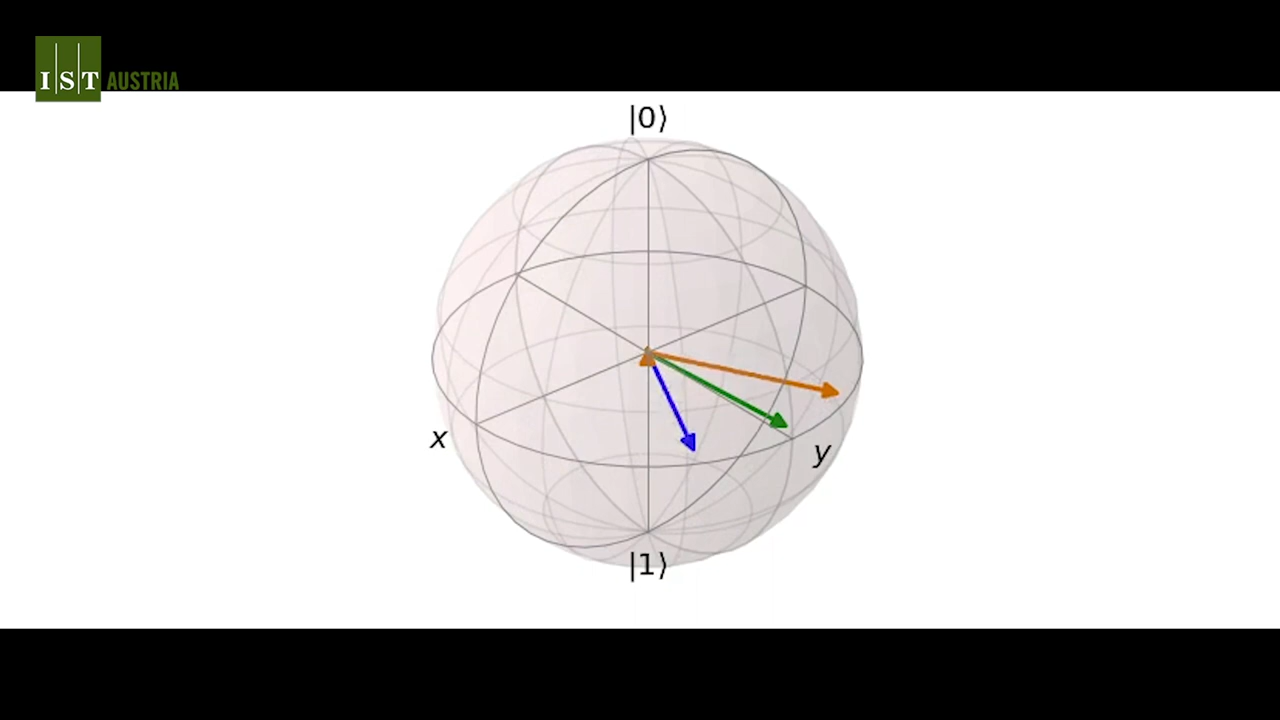 IST AUSTRIA
|0⟩
x
y
|1⟩